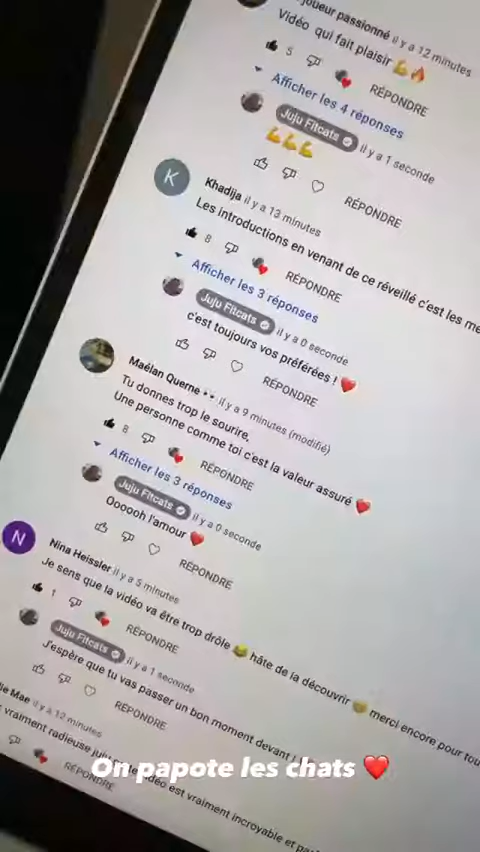 Joueur passionné il y a 12 minutes
Vidéo qui fait plaisir 💪🔥
5
RÉPONDRE
Afficher les 4 réponses
Juju Fitcats il y a 1 seconde
💪💪💪
RÉPONDRE
K
Khadija il y a 13 minutes
Les introductions en venant de ce réveillé c'est les
8
RÉPONDRE
Afficher les 3 réponses
Juju Fitcats il y a 0 seconde
c'est toujours vos préférées ! ❤️
RÉPONDRE
Maélan Querne il y a 9 minutes (modifié)
Tu donnes trop le sourire,
Une personne comme toi c'est la valeur assuré ❤️
8
RÉPONDRE
Afficher les 3 réponses
Juju Fitcats il y a 0 seconde
Oooooh l'amour ❤️
RÉPONDRE
N
Nina Heissler il y a 5 minutes
Je sens que la vidéo va être trop drôle 😂 hâte de la découvrir 😊 merci encore pour
1
RÉPONDRE
Juju Fitcats il y a 1 seconde
J'espère que tu vas passer un bon moment devant !
RÉPONDRE
Mae il y a 12 minutes
vraiment radieuse est vraiment incroyable et
RÉPONDRE
On papote les chats ❤️